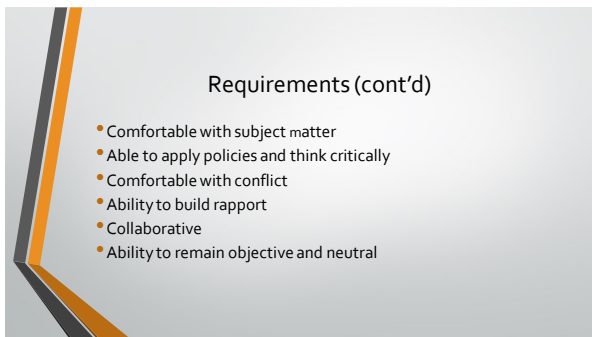 Requirements (cont’d)
•Comfortable with subject matter
•Able to apply policies and think critically
•Comfortable with conflict
•Ability to build rapport
•Collaborative
•Ability to remain objective and neutral